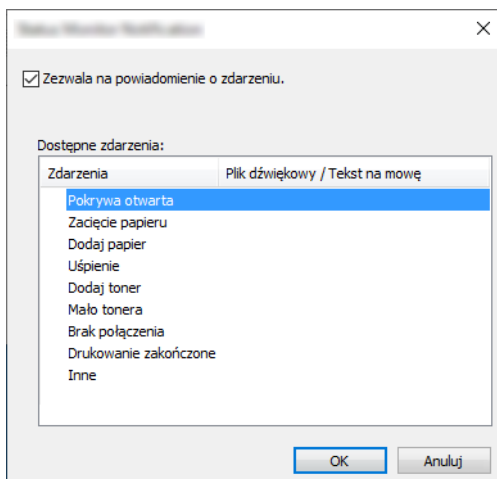 Zezwala na powiadomienie o zdarzeniu.
Dostępne zdarzenia:
Zdarzenia Plik dźwiękowy / Tekst na mowę
Pokrywa otwarta
Zacięcie papieru
Dodaj papier
Uśpienie
Dodaj toner
Mało tonera
Brak połączenia
Drukowanie zakończone
Inne
OK Anuluj